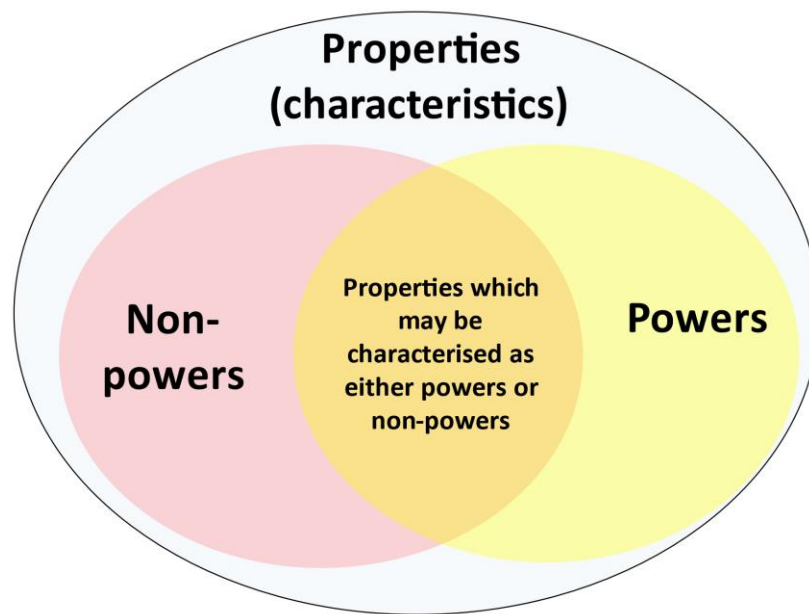 Properties
(characteristics)
Non-
powers
Properties which
may be
characterised as
either powers or
non-powers
Powers